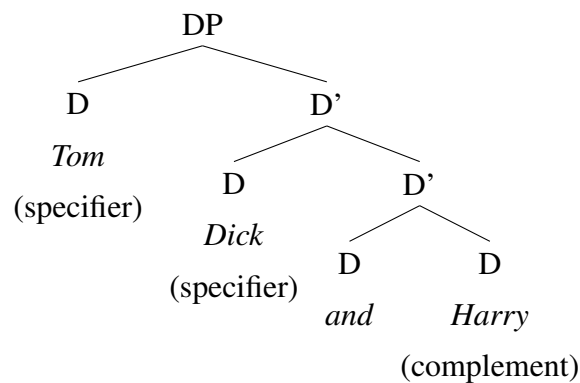 DP
D D’
Tom
(specifier)
D D’
Dick
(specifier)
D D
and Harry
(complement)